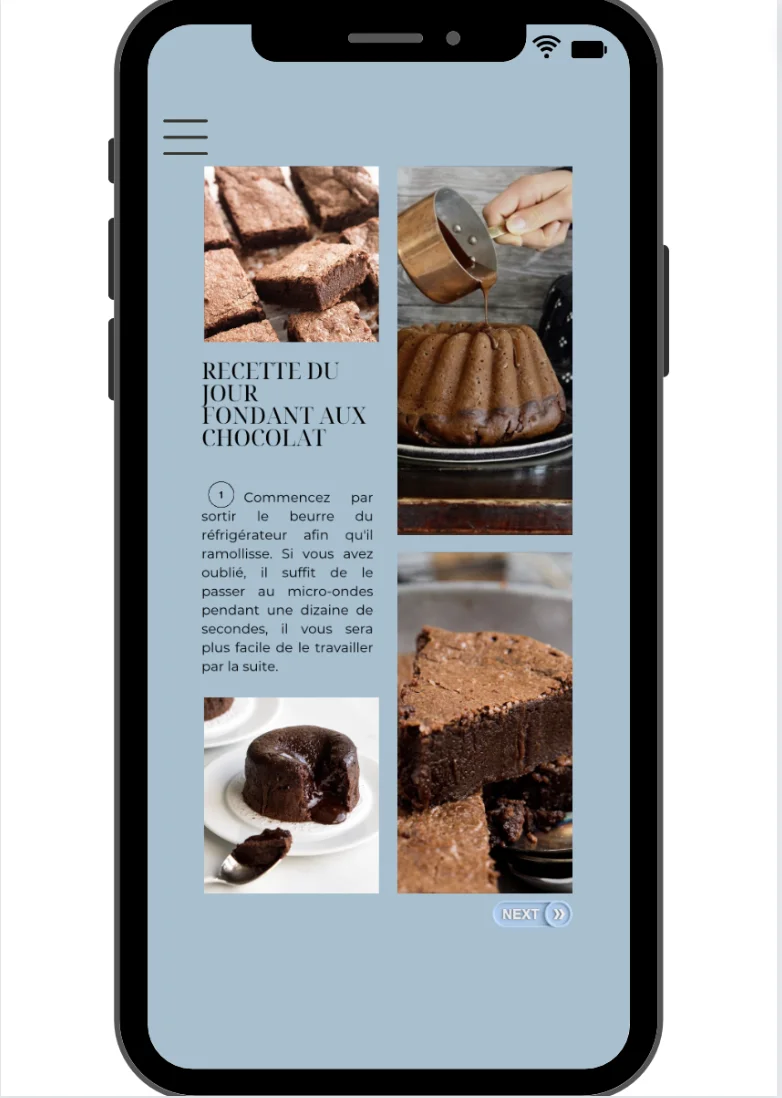 RECETTE DU
JOUR
FONDANT AUX
CHOCOLAT
1 Commencez par
sortir le beurre du
réfrigérateur afin qu'il
ramollisse. Si vous avez
oublié, il suffit de le
passer au micro-ondes
pendant une dizaine de
secondes, il vous sera
plus facile de le travailler
par la suite.
NEXT »